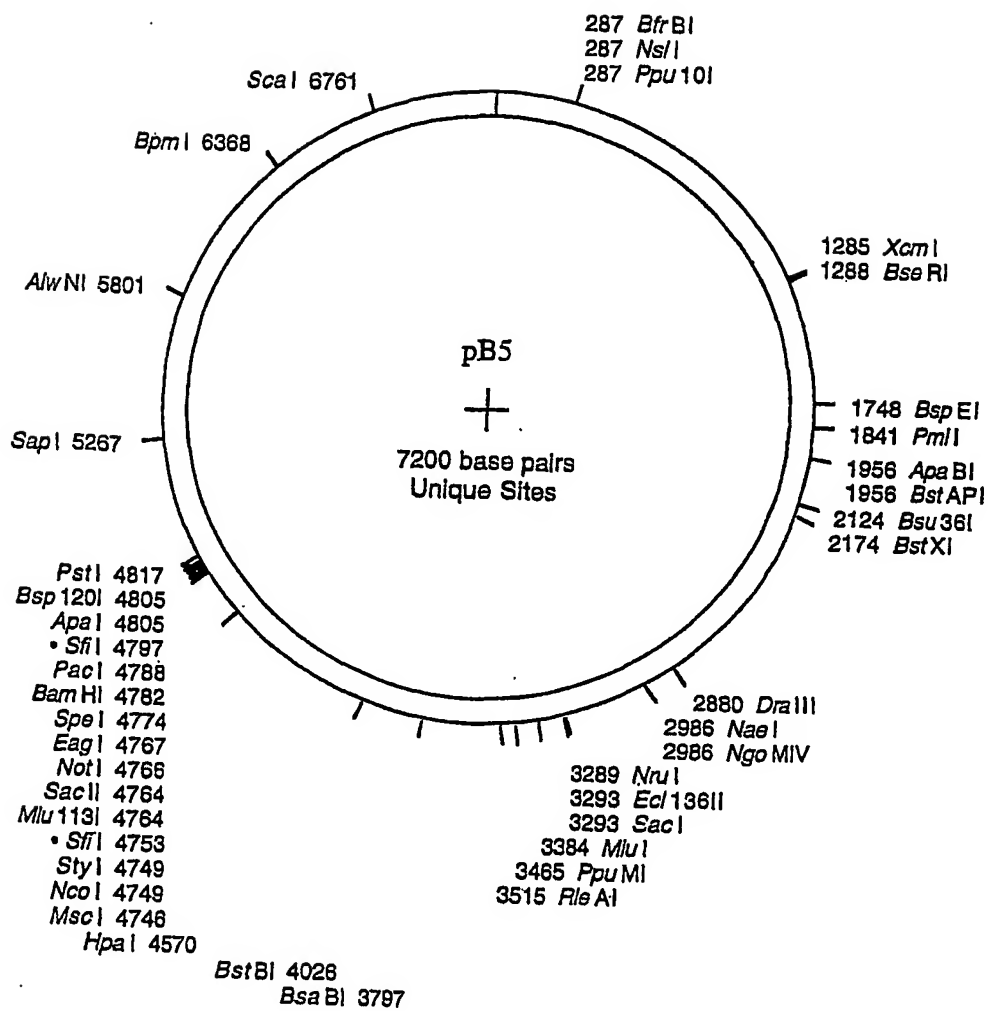 287 BfrBI
287 NsiI
287 Ppu10I
ScaI 6761
BpmI 6368
1285 XcmI
1288 BseRI
AlwNI 5801
pB5
1748 BspEI
1841 PmlI
SapI 5267
7200 base pairs
Unique Sites
1956 ApaBI
1956 BstAPI
2124 Bsu36I
2174 BstXI
PstI 4817
Bsp120I 4805
ApaI 4805
• SfiI 4797
PacI 4788
BamHI 4782
SpeI 4774
EagI 4767
NotI 4766
SacII 4764
Mlu113I 4764
• SfiI 4753
StyI 4749
NcoI 4749
MscI 4746
HpaI 4570
BstBI 4026
BsaBI 3797
2880 DraIII
2986 NaeI
2986 NgoMIV
3289 NruI
3293 Ecl136II
3293 SacI
3384 MluI
3465 PpuMI
3515 RleAI